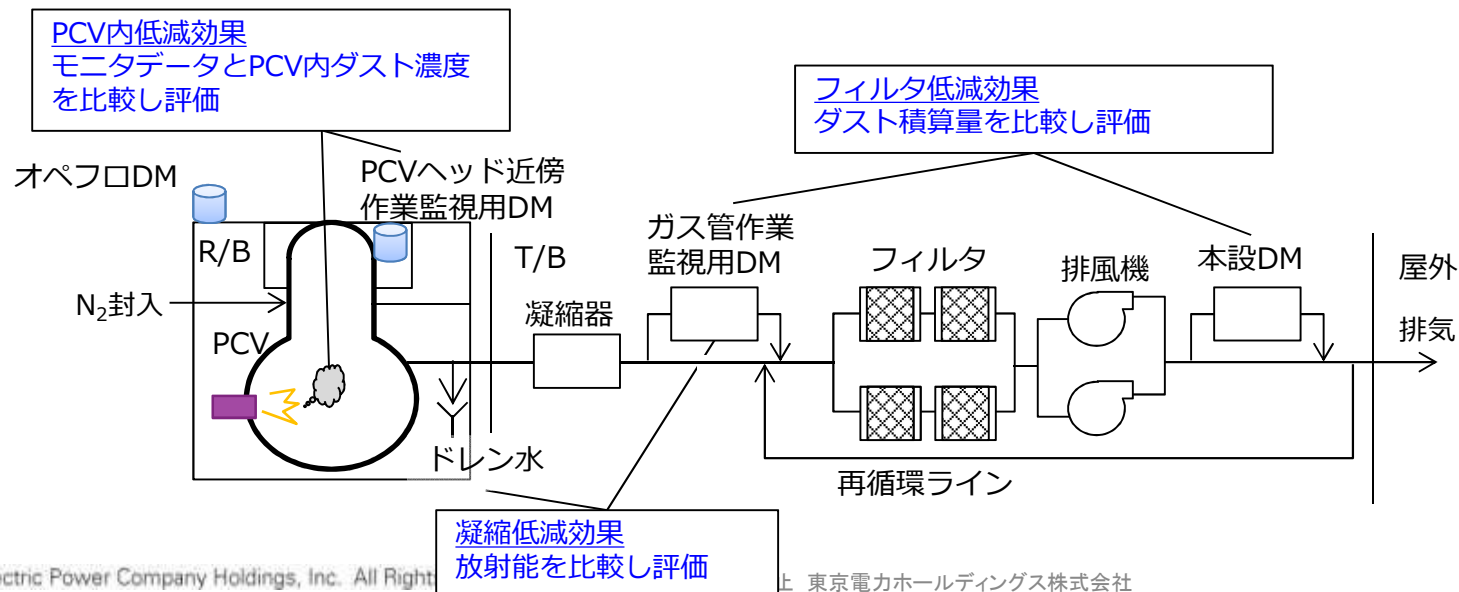 PCV内低減効果
モニタデータとPCV内ダスト濃度
を比較し評価
フィルタ低減効果
ダスト積算量を比較し評価
オペフロDM
PCVヘッド近傍
作業監視用DM
R/B
T/B
N₂封入
PCV
凝縮器
ガス管作業
監視用DM
フィルタ
排風機
本設DM
屋外
排気
ドレン水
再循環ライン
凝縮低減効果
放射能を比較し評価
ectric Power Company Holdings, Inc. All Right
東京電力ホールディングス株式会社